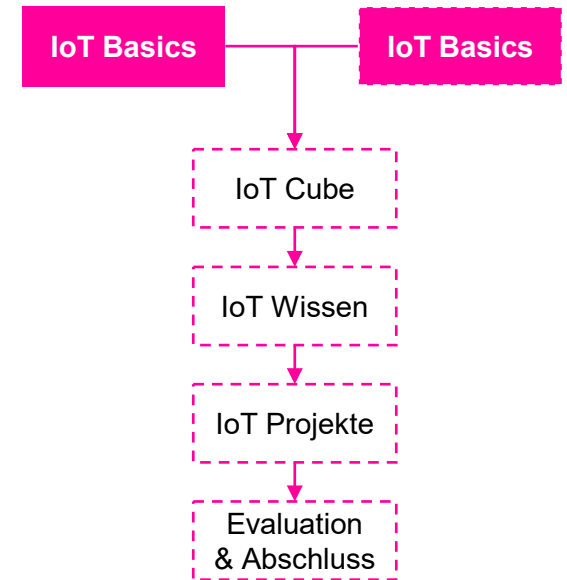 IoT Basics
IoT Basics
IoT Cube
IoT Wissen
IoT Projekte
Evaluation
& Abschluss